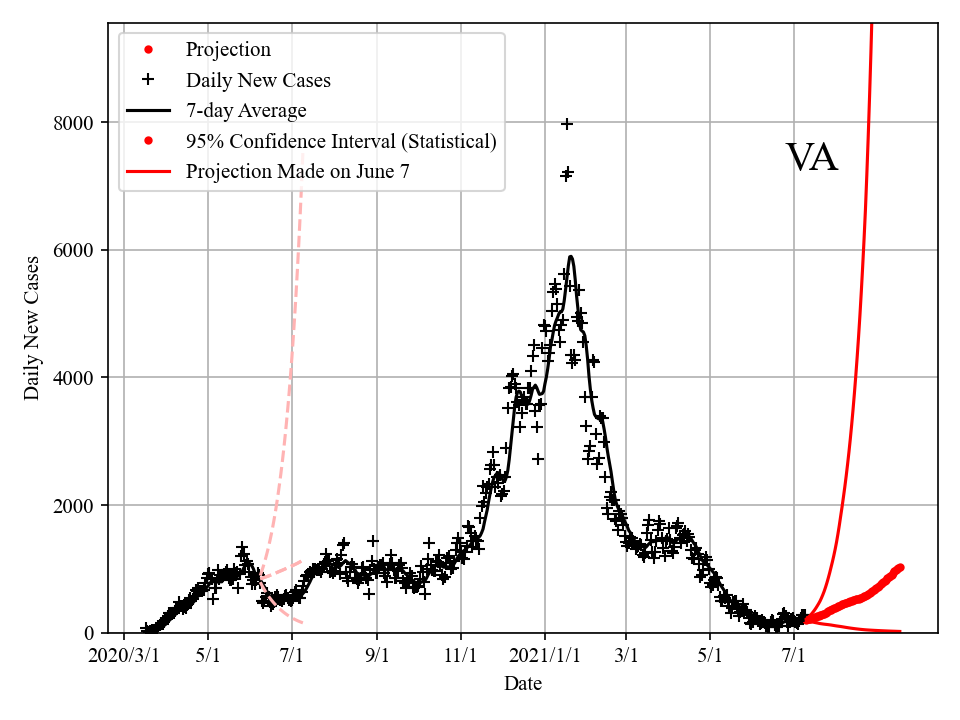 Projection
Daily New Cases
7-day Average
95% Confidence Interval (Statistical)
Projection Made on June 7
VA
8000
6000
4000
2000
0
Daily New Cases
2020/3/1 5/1 7/1 9/1 11/1 2021/1/1 3/1 5/1 7/1
Date